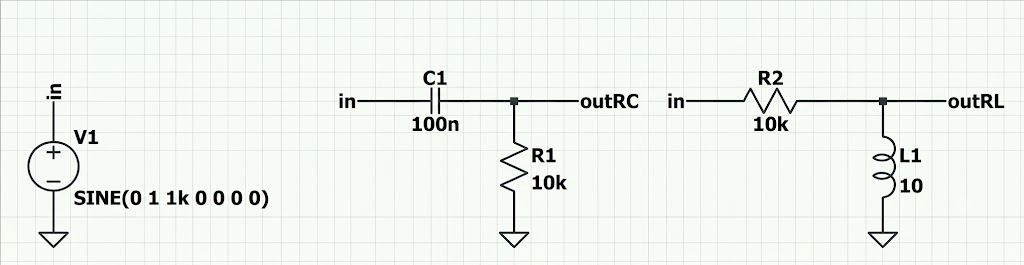 in
V1
SINE(0 1 1k 0 0 0 0)
C1
in
outRC
100n
R1
10k
R2
in
outRL
10k
L1
10